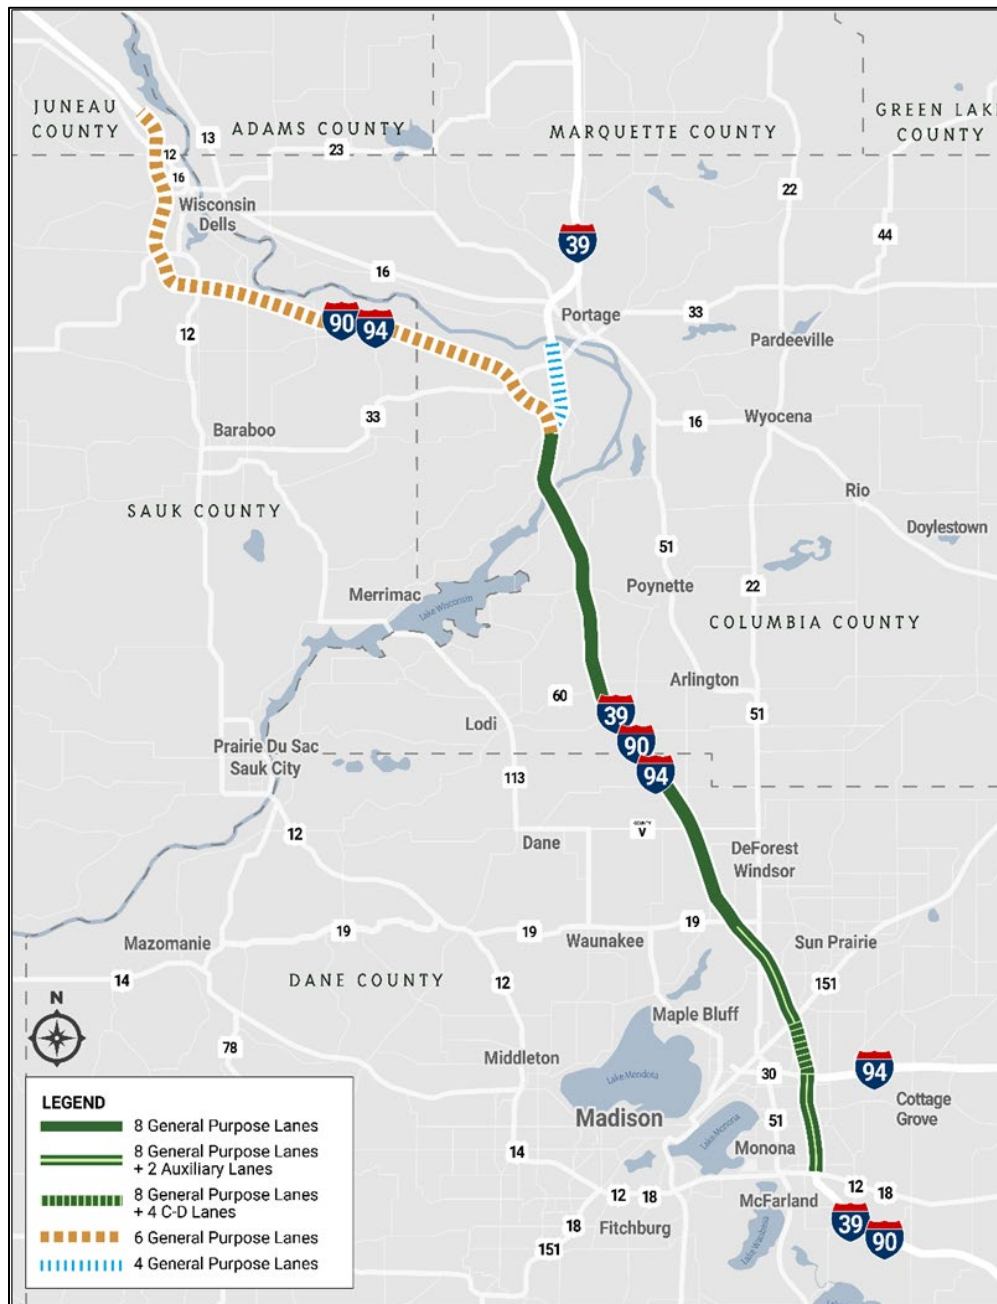 JUNEAU
COUNTY
ADAMS COUNTY
MARQUETTE COUNTY
GREEN LAKE
COUNTY
13
12
23
16
22
Wisconsin
Dells
39
44
16
Portage
33
90
94
12
Pardeeville
33
16
Wyocena
Baraboo
Rio
SAUK COUNTY
Doylestown
51
Merrimac
Poynette
22
Lake Wisconsin
COLUMBIA COUNTY
60
Arlington
39
51
Lodi
90
Prairie Du Sac
Sauk City
94
113
12
Dane
COUNTY
V
DeForest
Windsor
19
19
19
Mazomanie
Waunakee
Sun Prairie
14
DANE COUNTY
12
151
N
Maple Bluff
78
Middleton
30
94
Lake Mendota
Cottage
Grove
Madison
51
Lake Monona
Monona
14
12
18
McFarland
12
18
18
Fitchburg
39
90
151
Lake Waubesa
LEGEND
8 General Purpose Lanes
8 General Purpose Lanes
+ 2 Auxiliary Lanes
8 General Purpose Lanes
+ 4 C-D Lanes
6 General Purpose Lanes
4 General Purpose Lanes